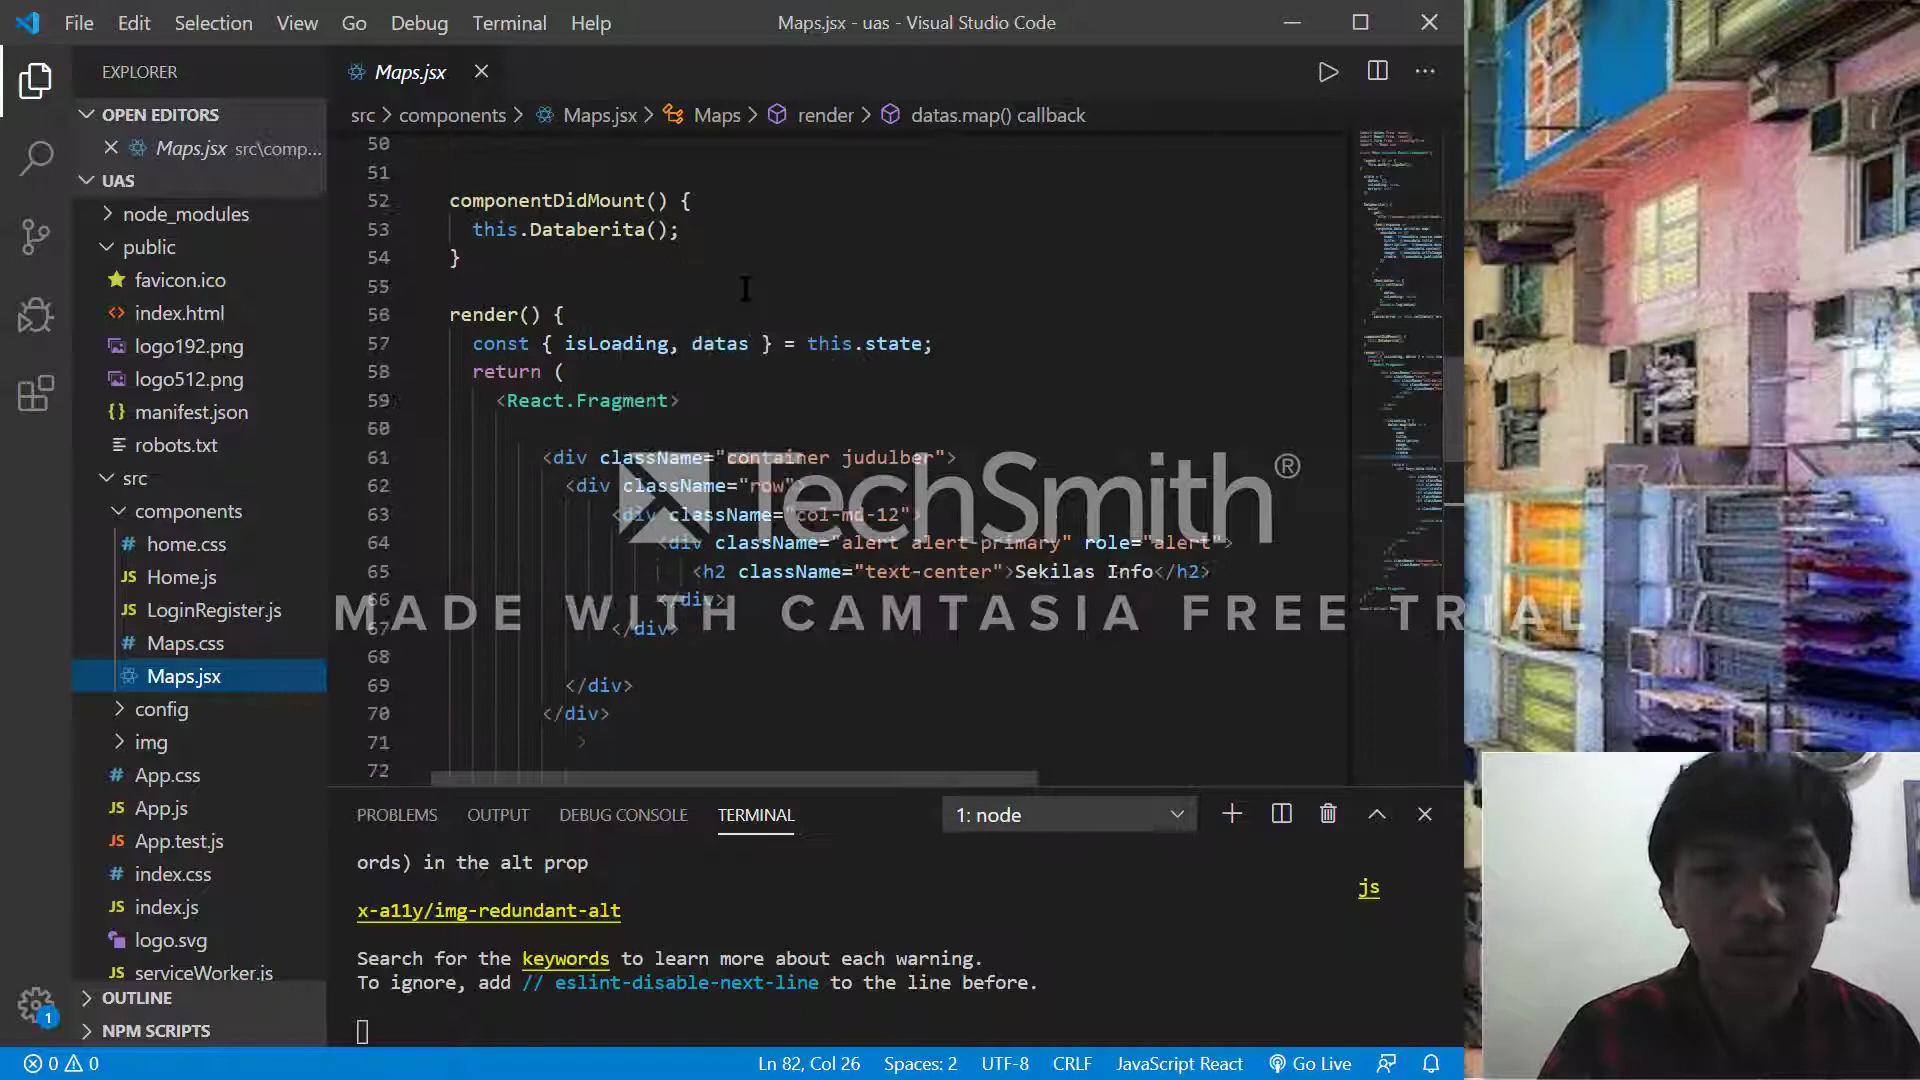 File Edit Selection View Go Debug Terminal Help
Maps.jsx - uas - Visual Studio Code
EXPLORER
OPEN EDITORS
Maps.jsx src\comp...
UAS
node_modules
public
favicon.ico
index.html
logo192.png
logo512.png
manifest.json
robots.txt
src
components
home.css
Home.js
LoginRegister.js
Maps.css
Maps.jsx
config
img
App.css
App.js
App.test.js
index.css
index.js
logo.svg
serviceWorker.js
OUTLINE
NPM SCRIPTS
Maps.jsx
src > components > Maps.jsx > Maps > render > datas.map() callback
50
51
52 componentDidMount() {
53 this.Databerita();
54 }
55
56 render() {
57 const { isLoading, datas } = this.state;
58 return (
59 <React.Fragment>
60
61 <div className="container judulber">
62 <div className="row">
63 <div className="col-md-12">
64 <div className="alert alert-primary" role="alert">
65 <h2 className="text-center">Sekilas Info</h2>
66 </div>
67 </div>
68
69 </div>
70 </div>
71 >
72
TechSmith®
MADE WITH CAMTASIA FREE TRIAL
PROBLEMS OUTPUT DEBUG CONSOLE TERMINAL
1: node
ords) in the alt prop
js
x-a11y/img-redundant-alt
Search for the keywords to learn more about each warning.
To ignore, add // eslint-disable-next-line to the line before.
1
0 0
Ln 82, Col 26 Spaces: 2 UTF-8 CRLF JavaScript React Go Live